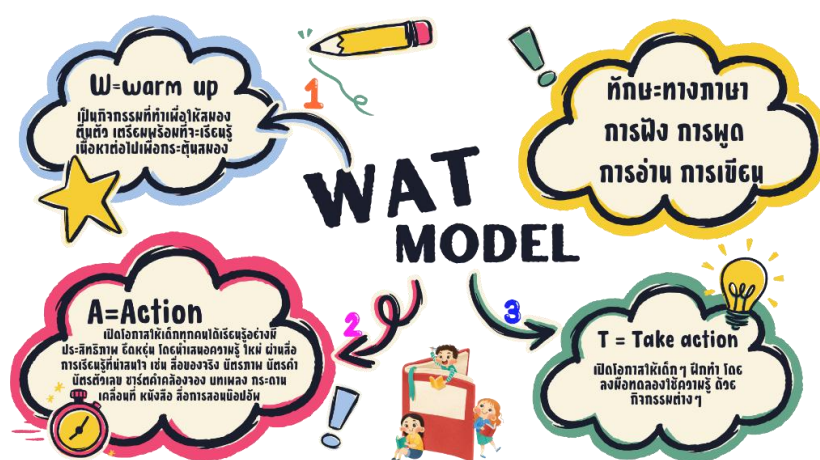 WAT
MODEL
1
W=warm up
เป็นกิจกรรมที่ทำเพื่อให้สมอง
ตื่นตัว เตรียมพร้อมที่จะเรียนรู้
เนื้อหาต่อไปเพื่อกระตุ้นสมอง
ทักษะทางภาษา
การฟัง การพูด
การอ่าน การเขียน
2
A=Action
เปิดโอกาสให้เด็กทุกคนได้เรียนรู้อย่างมี
ประสิทธิภาพ ยืดหยุ่น โดยนำเสนอความรู้ ใหม่ ผ่านสื่อ
การเรียนรู้ที่น่าสนใจ เช่น สื่อของจริง บัตรภาพ บัตรคำ
บัตรตัวเลข ชาร์ตคำคล้องจอง บทเพลง กระดาน
เคลื่อนที่ หนังสือ สื่อการสอนป๊อปอัพ
3
T = Take action
เปิดโอกาสให้เด็กๆ ฝึกทำ โดย
ลงมือทดลองใช้ความรู้ ด้วย
กิจกรรมต่างๆ